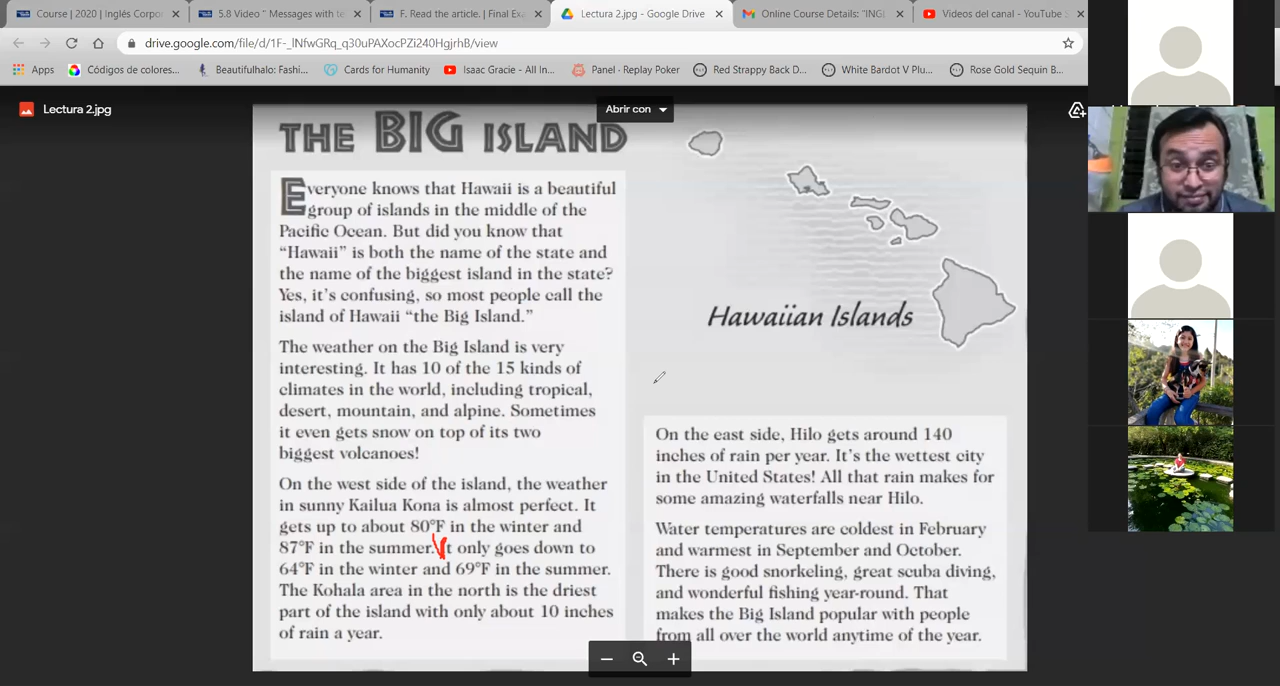 Course | 2020 | Inglés Corpo
5.8 Video " Messages with te
F. Read the article. | Final Exa
Lectura 2.jpg - Google Drive
Online Course Details: "INGL
Videos del canal - YouTube
drive.google.com/file/d/1F-_lNfwGRq_q30uPAXocPZi240HgjrhB/view
Apps
Códigos de colores...
Beautifulhalo: Fashi...
Cards for Humanity
Isaac Gracie - All In...
Panel · Replay Poker
Red Strappy Back D...
White Bardot V Plu...
Rose Gold Sequin B...
Lectura 2.jpg
Abrir con
THE BIG ISLAND
Everyone knows that Hawaii is a beautiful
group of islands in the middle of the
Pacific Ocean. But did you know that
“Hawaii” is both the name of the state and
the name of the biggest island in the state?
Yes, it’s confusing, so most people call the
island of Hawaii “the Big Island.”
The weather on the Big Island is very
interesting. It has 10 of the 15 kinds of
climates in the world, including tropical,
desert, mountain, and alpine. Sometimes
it even gets snow on top of its two
biggest volcanoes!
On the west side of the island, the weather
in sunny Kailua Kona is almost perfect. It
gets up to about 80°F in the winter and
87°F in the summer. It only goes down to
64°F in the winter and 69°F in the summer.
The Kohala area in the north is the driest
part of the island with only about 10 inches
of rain a year.
Hawaiian Islands
On the east side, Hilo gets around 140
inches of rain per year. It’s the wettest city
in the United States! All that rain makes for
some amazing waterfalls near Hilo.
Water temperatures are coldest in February
and warmest in September and October.
There is good snorkeling, great scuba diving,
and wonderful fishing year-round. That
makes the Big Island popular with people
from all over the world anytime of the year.